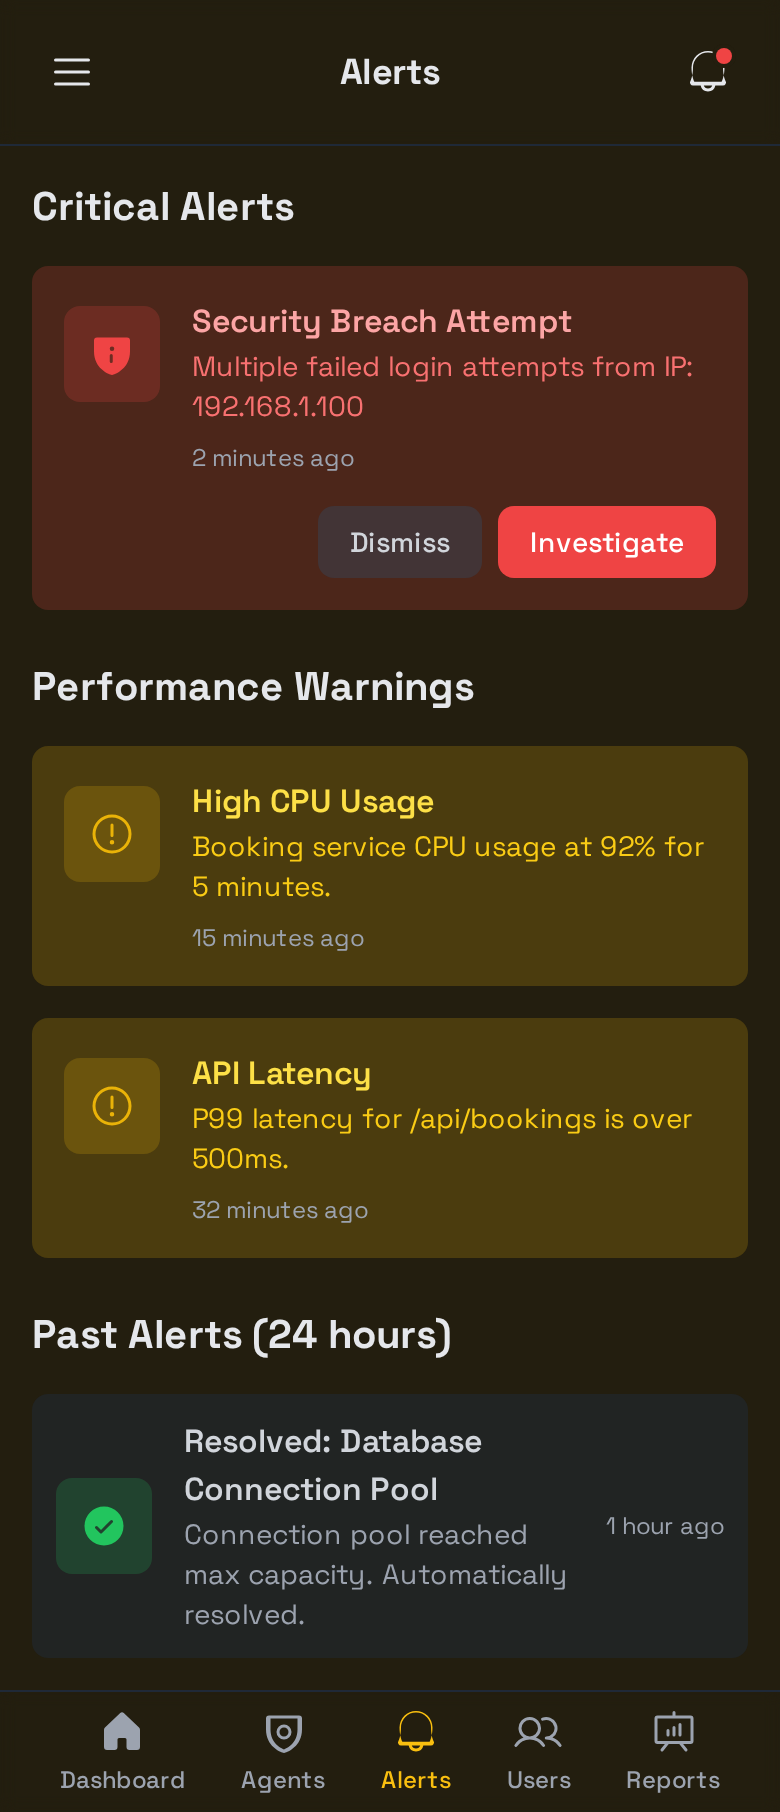 Alerts
Critical Alerts
Security Breach Attempt
Multiple failed login attempts from IP:
192.168.1.100
2 minutes ago
Dismiss
Investigate
Performance Warnings
High CPU Usage
Booking service CPU usage at 92% for
5 minutes.
15 minutes ago
API Latency
P99 latency for /api/bookings is over
500ms.
32 minutes ago
Past Alerts (24 hours)
Resolved: Database
Connection Pool
Connection pool reached
max capacity. Automatically
resolved.
1 hour ago
Dashboard
Agents
Alerts
Users
Reports